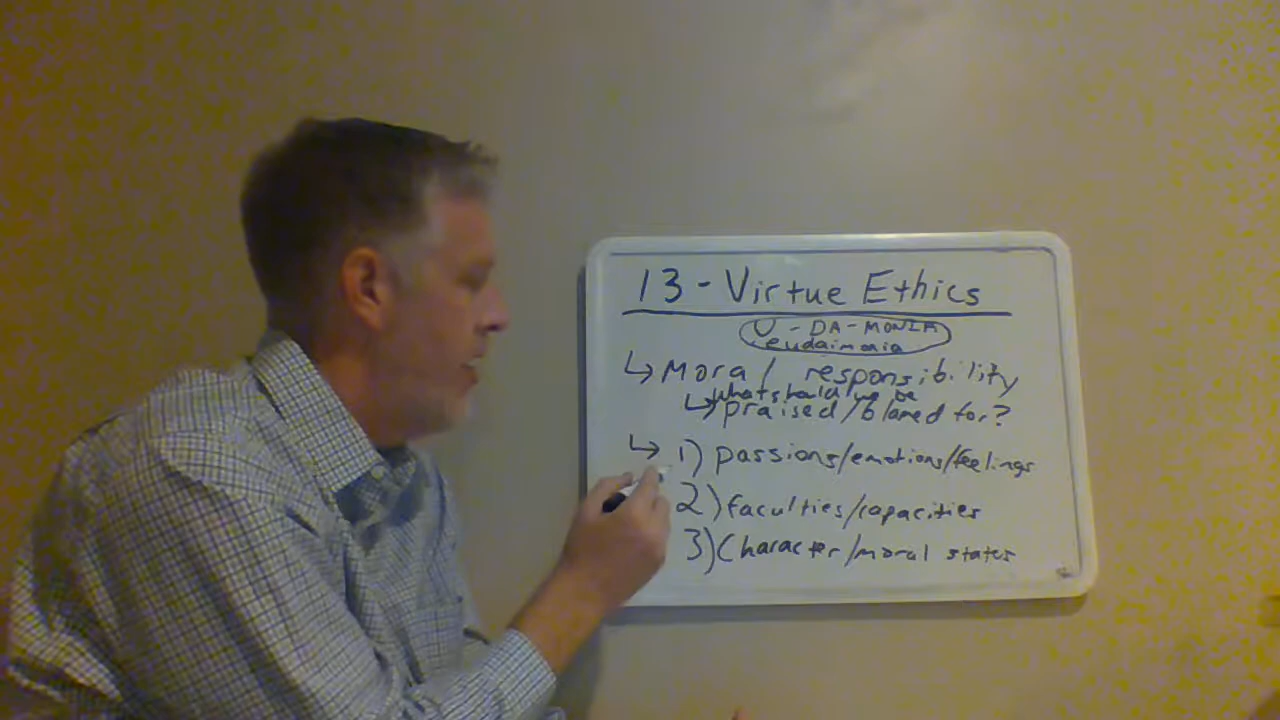 13 - Virtue Ethics
U - DA - MONIA
eudaimonia
↳ Moral responsibility
what should we be
↳ praised/blamed for?
↳ 1) passions/emotions/feelings
2) faculties/capacities
3) Character/moral states